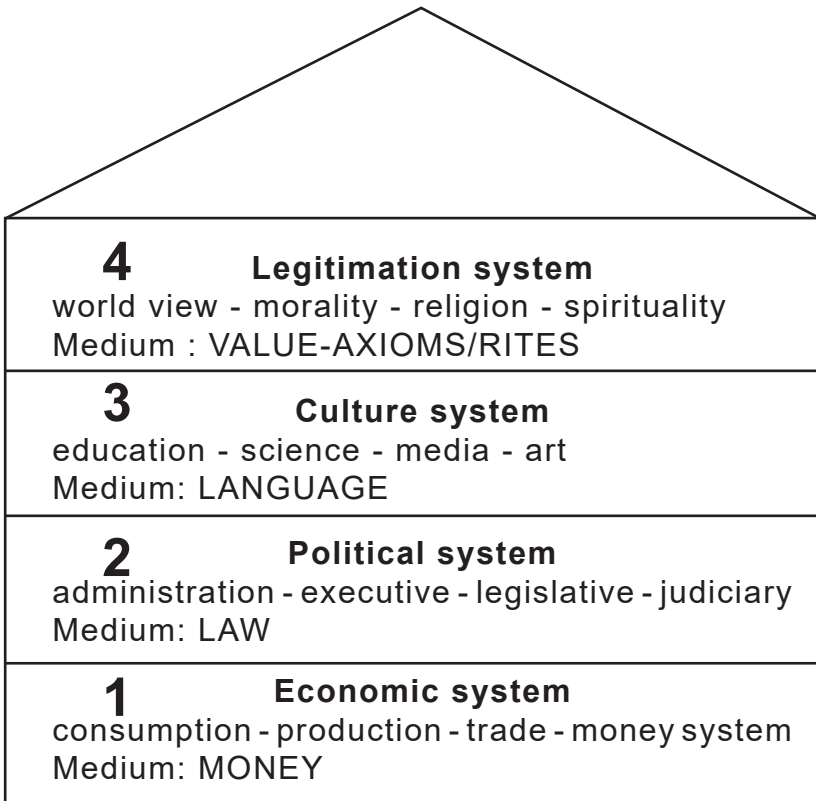 4 Legitimation system
world view - morality - religion - spirituality
Medium : VALUE-AXIOMS/RITES
3 Culture system
education - science - media - art
Medium: LANGUAGE
2 Political system
administration - executive - legislative - judiciary
Medium: LAW
1 Economic system
consumption - production - trade - money system
Medium: MONEY